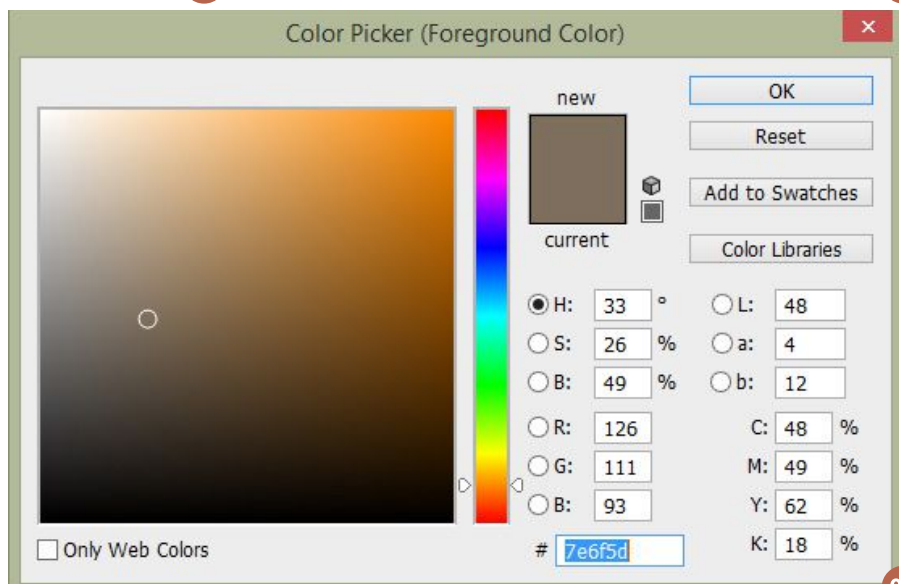 Color Picker (Foreground Color)
new
OK
Reset
Add to Swatches
current
Color Libraries
H: 33 °
L: 48
S: 26 %
a: 4
B: 49 %
b: 12
R: 126
C: 48 %
G: 111
M: 49 %
B: 93
Y: 62 %
Only Web Colors
# 7e6f5d
K: 18 %